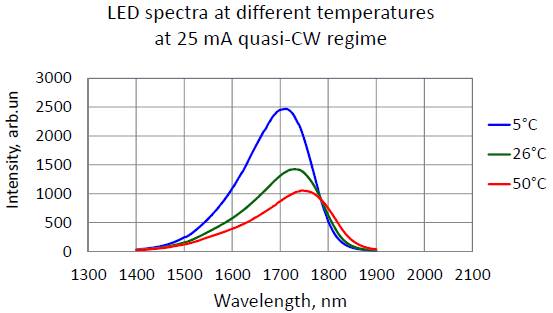 LED spectra at different temperatures
at 25 mA quasi-CW regime
Intensity, arb.un
3000
2500
2000
1500
1000
500
0
1300 1400 1500 1600 1700 1800 1900 2000 2100
Wavelength, nm
5°C
26°C
50°C